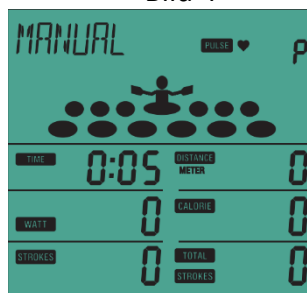 MANUAL PULSE P
TIME 0:05 DISTANCE METER 0
WATT 0 CALORIE 0
STROKES 0 TOTAL STROKES 0